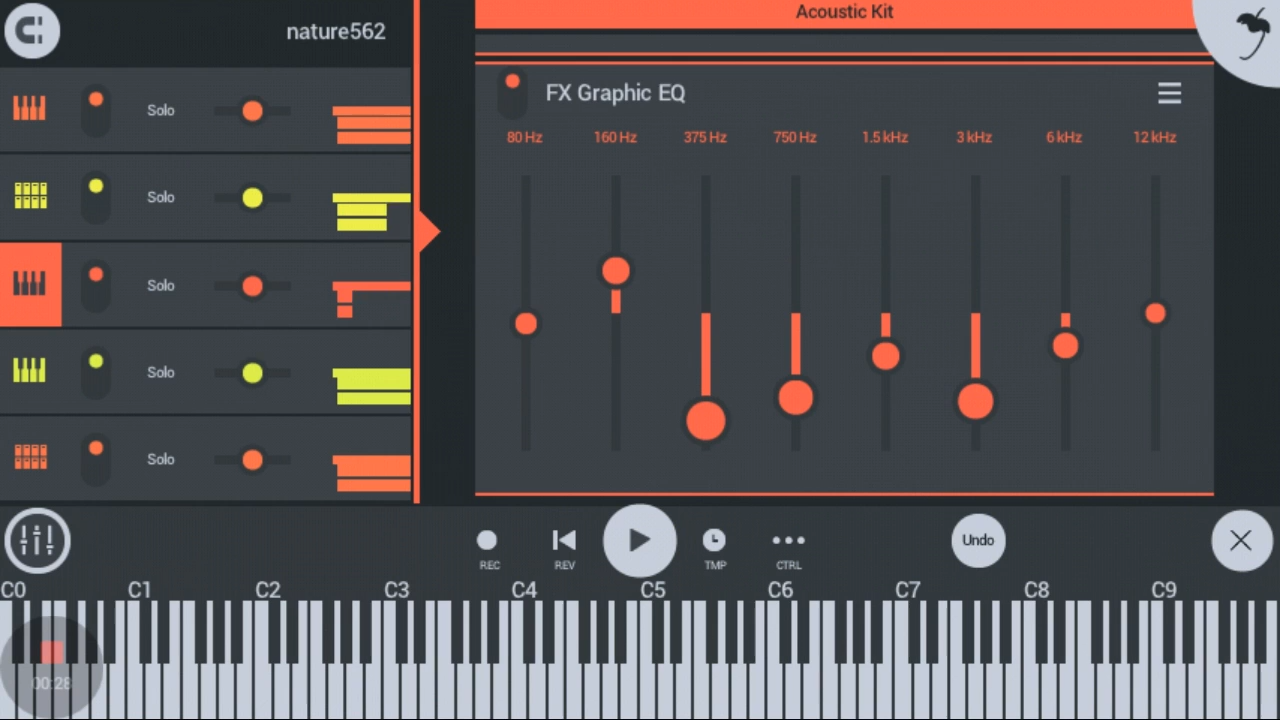 Acoustic Kit
nature562
FX Graphic EQ
80 Hz 160 Hz 375 Hz 750 Hz 1.5 kHz 3 kHz 6 kHz 12 kHz
Solo
Solo
Solo
Solo
Solo
Undo
REC REV TMP CTRL
C0 C1 C2 C3 C4 C5 C6 C7 C8 C9
00:28